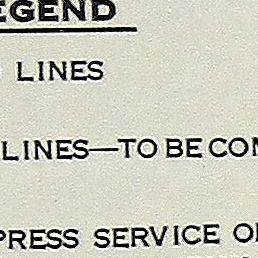 EGEND
LINES
LINES—TO BE COM
PRESS SERVICE O